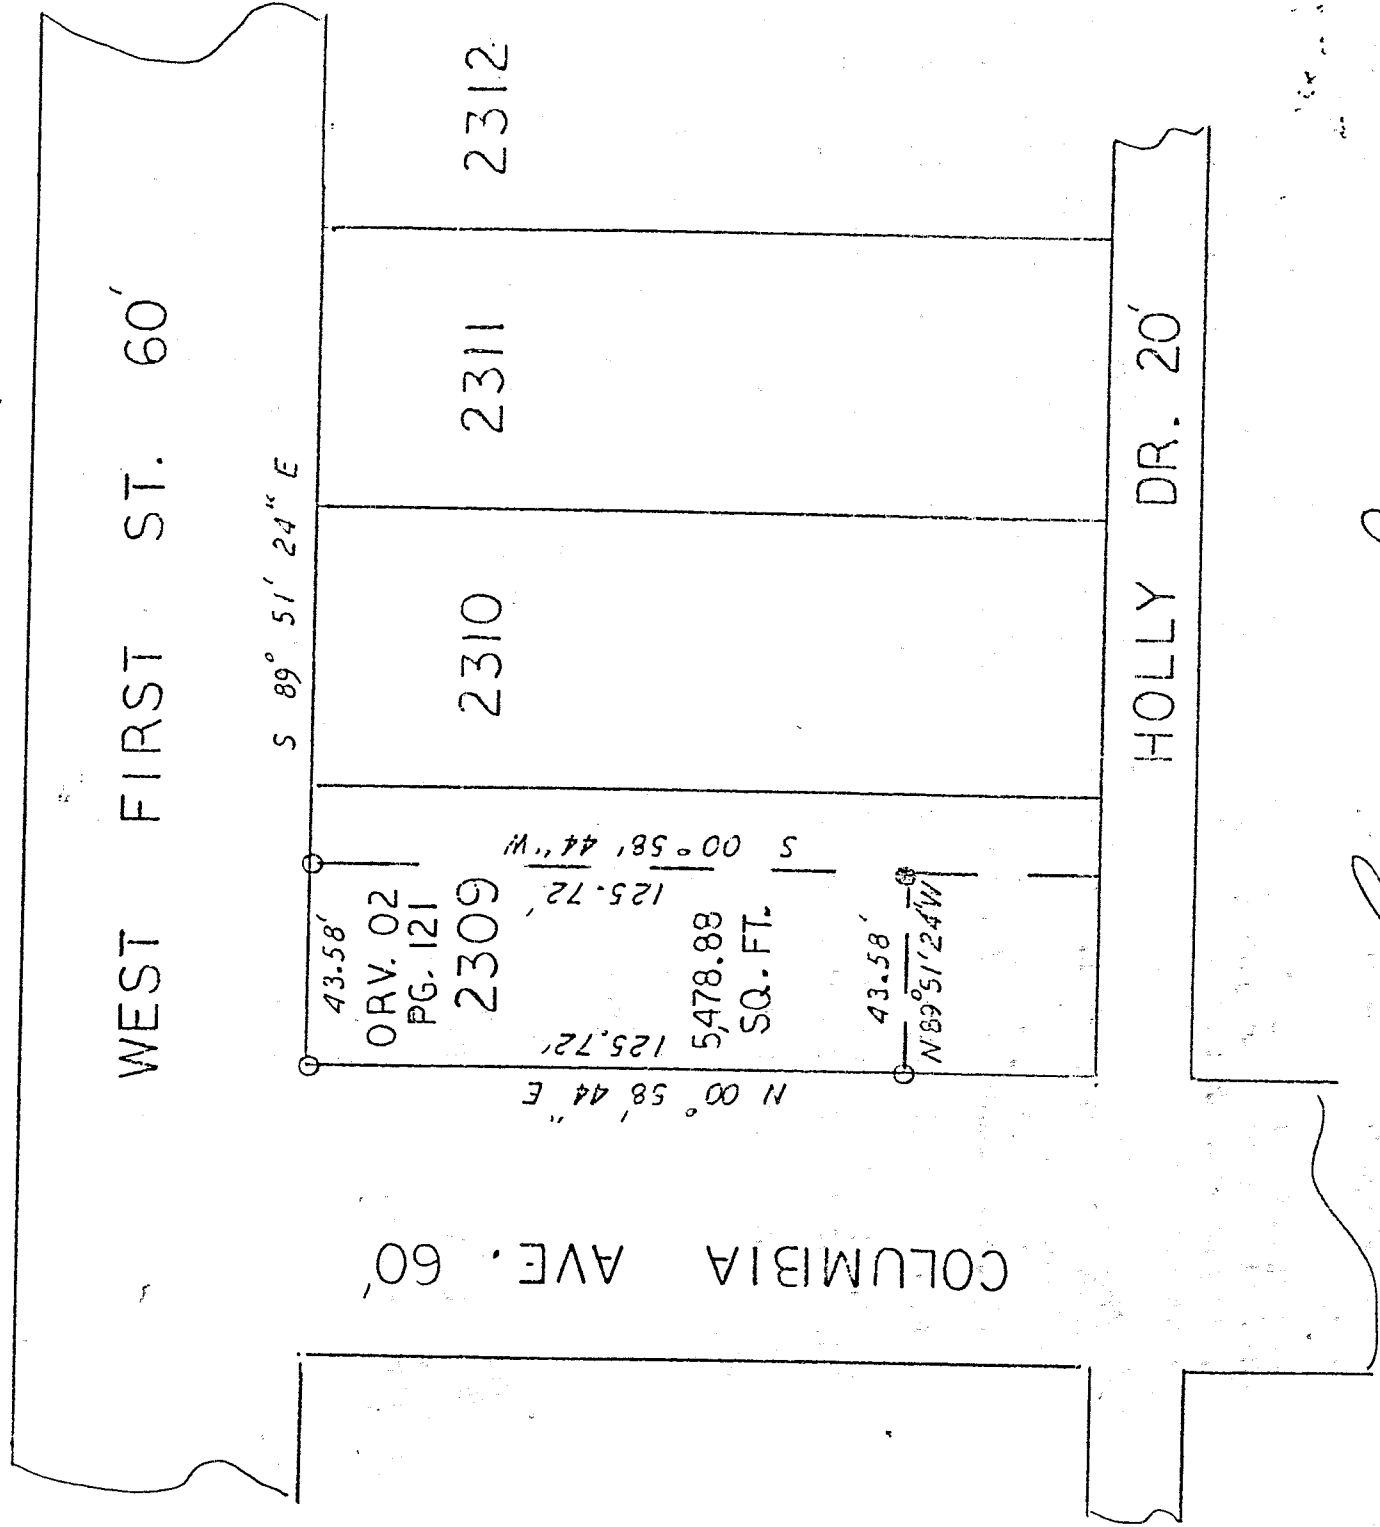 WEST FIRST ST. 60'
S 89° 51' 24" E
43.58'
ORV. 02
PG. 121
2309
2310
2311
2312
S 00° 58' 44" W
125.72'
125.72'
N 00° 58' 44" E
5,478.88
SQ. FT.
43.58'
N 89° 51' 24" W
HOLLY DR. 20'
COLUMBIA AVE. 60'